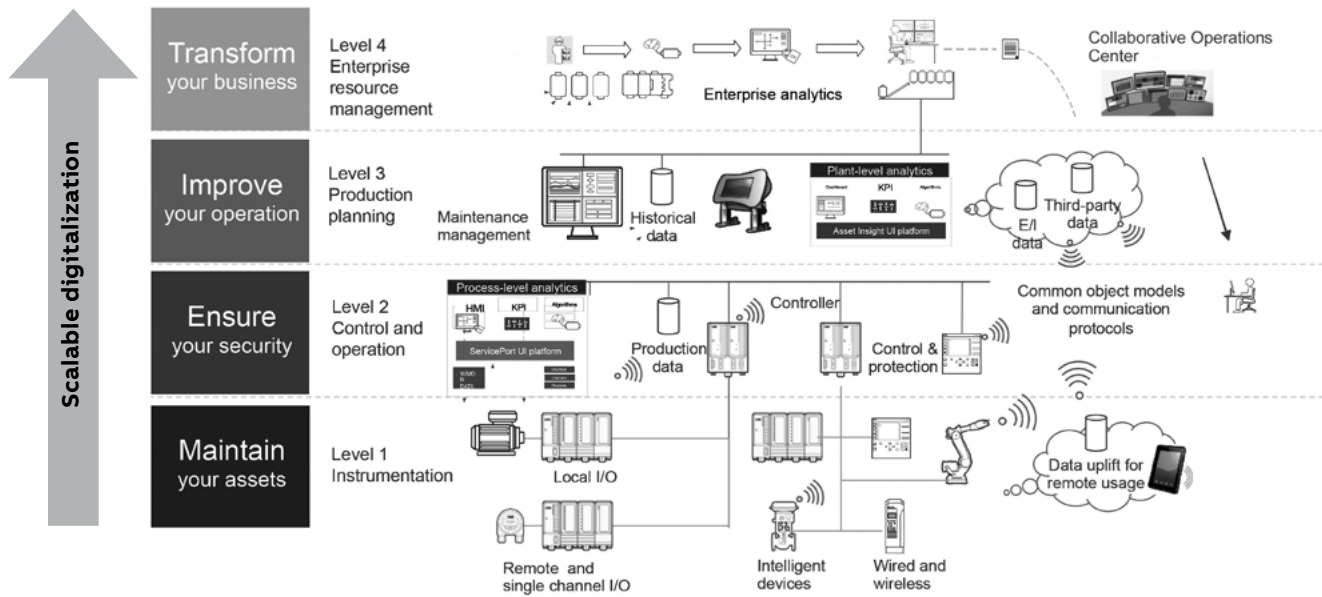 Scalable digitalization
Transform
your business
Level 4
Enterprise
resource
management
Enterprise analytics
Collaborative Operations
Center
Improve
your operation
Level 3
Production
planning
Maintenance
management
Historical
data
Plant-level analytics
Dashboard
KPI
Algorithms
Asset Insight UI platform
E/I
data
Third-party
data
Ensure
your security
Level 2
Control and
operation
Process-level analytics
HMI
KPI
Algorithms
ServicePort UI platform
Production
data
Controller
Control &
protection
Common object models
and communication
protocols
Maintain
your assets
Level 1
Instrumentation
Local I/O
Remote and
single channel I/O
Intelligent
devices
Wired and
wireless
Data uplift for
remote usage